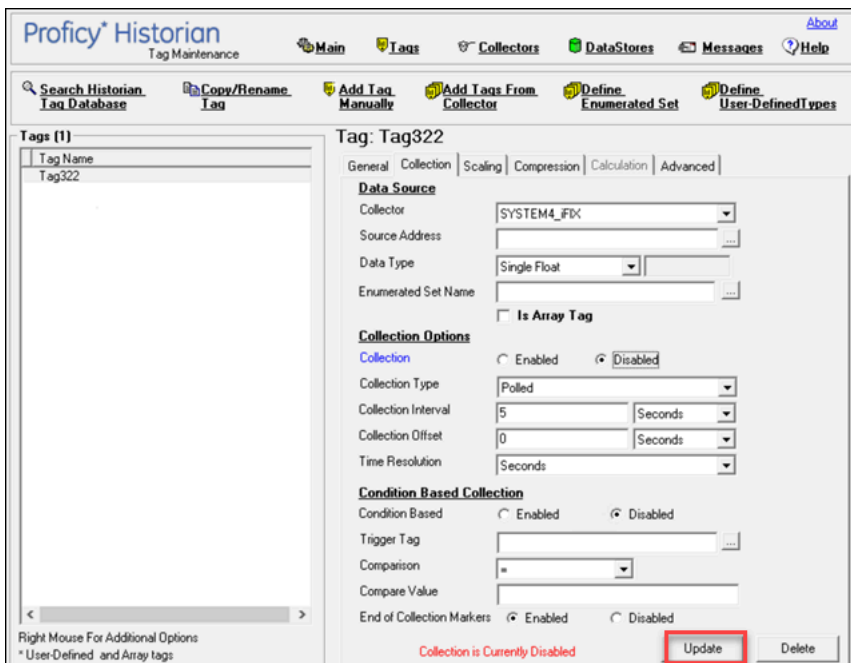 About
Proficy* Historian
Tag Maintenance
Main
Tags
Collectors
DataStores
Messages
Help
Search Historian Tag Database
Copy/Rename Tag
Add Tag Manually
Add Tags From Collector
Define Enumerated Set
Define User-DefinedTypes
Tags (1)
Tag Name
Tag322
Right Mouse For Additional Options
* User-Defined and Array tags
Tag: Tag322
General Collection Scaling Compression Calculation Advanced
Data Source
Collector SYSTEM4_iFIX
Source Address ...
Data Type Single Float
Enumerated Set Name ...
Is Array Tag
Collection Options
Collection Enabled Disabled
Collection Type Polled
Collection Interval 5 Seconds
Collection Offset 0 Seconds
Time Resolution Seconds
Condition Based Collection
Condition Based Enabled Disabled
Trigger Tag ...
Comparison =
Compare Value
End of Collection Markers Enabled Disabled
Collection is Currently Disabled Update Delete